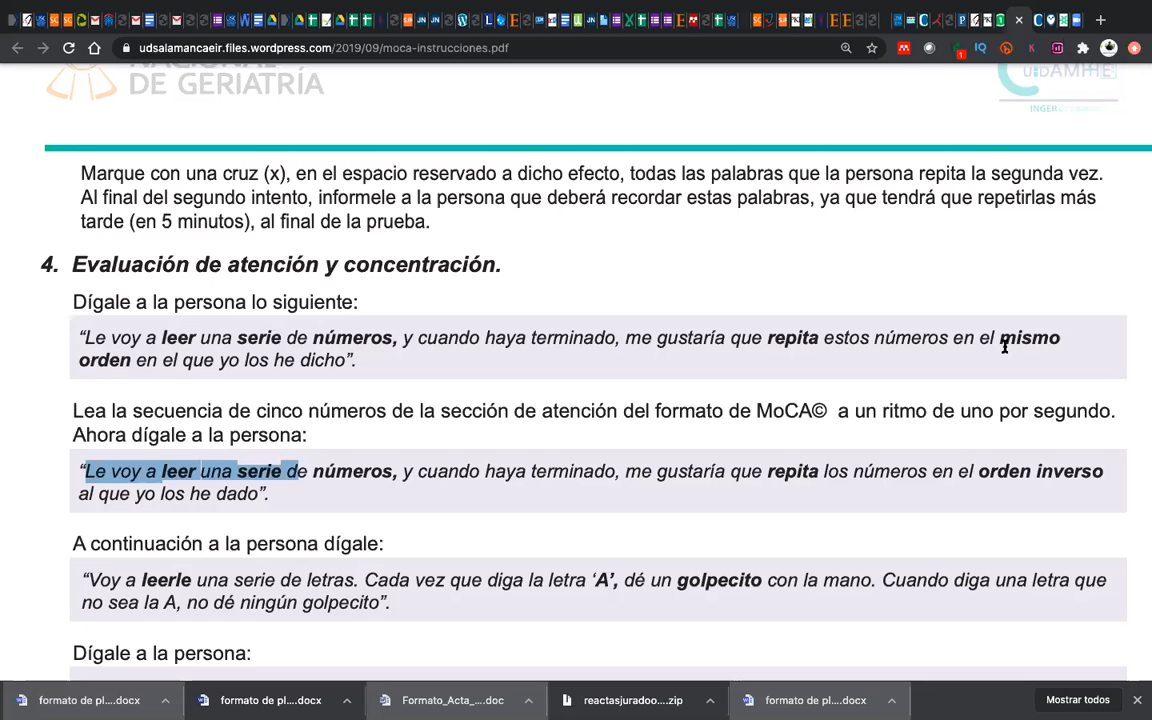 udsalamancaeir.files.wordpress.com/2019/09/moca-instrucciones.pdf
NACIONAL
DE GERIATRÍA
Marque con una cruz (x), en el espacio reservado a dicho efecto, todas las palabras que la persona repita la segunda vez.
Al final del segundo intento, informele a la persona que deberá recordar estas palabras, ya que tendrá que repetirlas más
tarde (en 5 minutos), al final de la prueba.
4. Evaluación de atención y concentración.
Dígale a la persona lo siguiente:
“Le voy a leer una serie de números, y cuando haya terminado, me gustaría que repita estos números en el mismo
orden en el que yo los he dicho”.
Lea la secuencia de cinco números de la sección de atención del formato de MoCA© a un ritmo de uno por segundo.
Ahora dígale a la persona:
“Le voy a leer una serie de números, y cuando haya terminado, me gustaría que repita los números en el orden inverso
al que yo los he dado”.
A continuación a la persona dígale:
“Voy a leerle una serie de letras. Cada vez que diga la letra ‘A’, dé un golpecito con la mano. Cuando diga una letra que
no sea la A, no dé ningún golpecito”.
Dígale a la persona:
formato de pl....docx
formato de pl....docx
Formato_Acta_....doc
reactasjuradoo....zip
formato de pl....docx
Mostrar todos